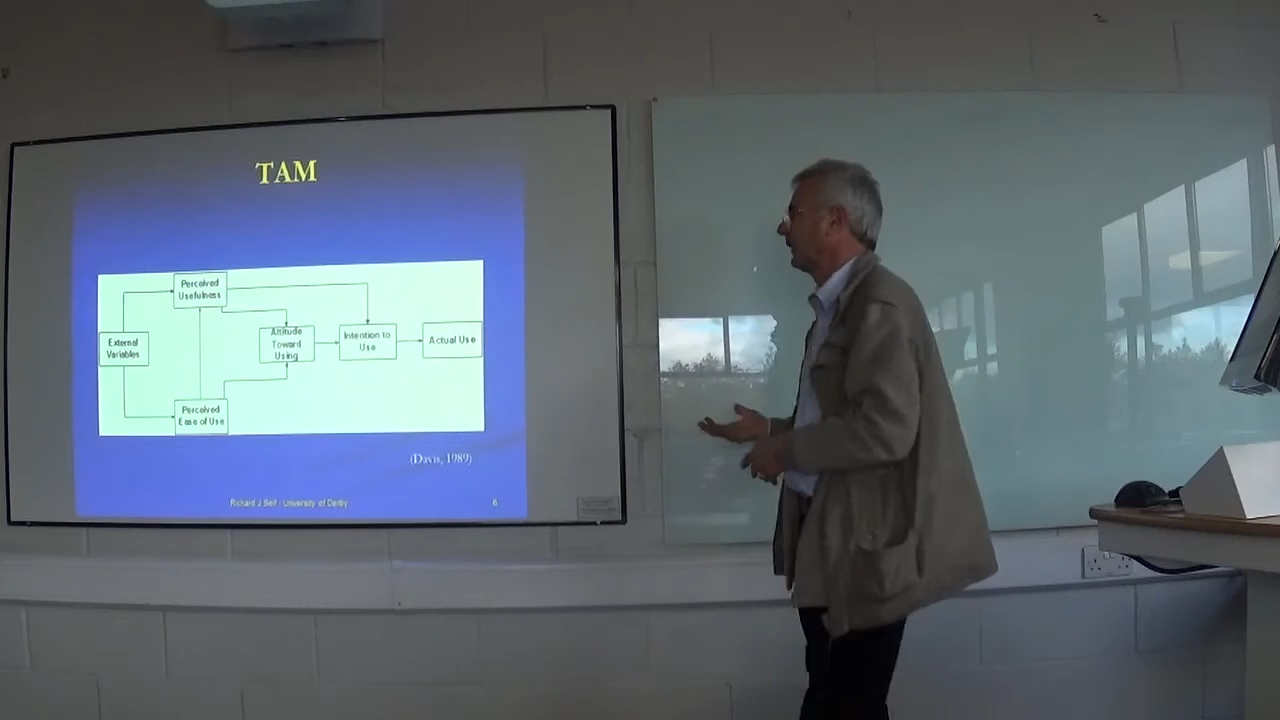 TAM
Perceived
Usefulness
External
Variables
Attitude
Toward
Using
Intention to
Use
Actual Use
Perceived
Ease of Use
(Davis, 1989)
Richard J Self - University of Derby
6